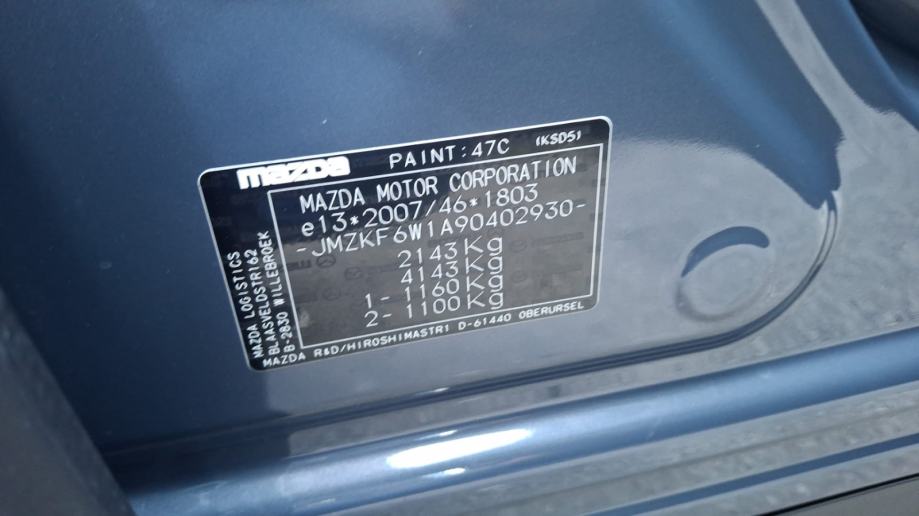 mazda PAINT:47C (KSD5)
MAZDA MOTOR CORPORATION
e13*2007/46*1803
-JMZKF6W1A90402930-
2143Kg
4143Kg
1- 1160Kg
2- 1100Kg
MAZDA LOGISTICS
BLAASVELDSTR162
B-2830 WILLEBROEK
MAZDA R&D/HIROSHIMASTR1 D-61440 OBERURSEL